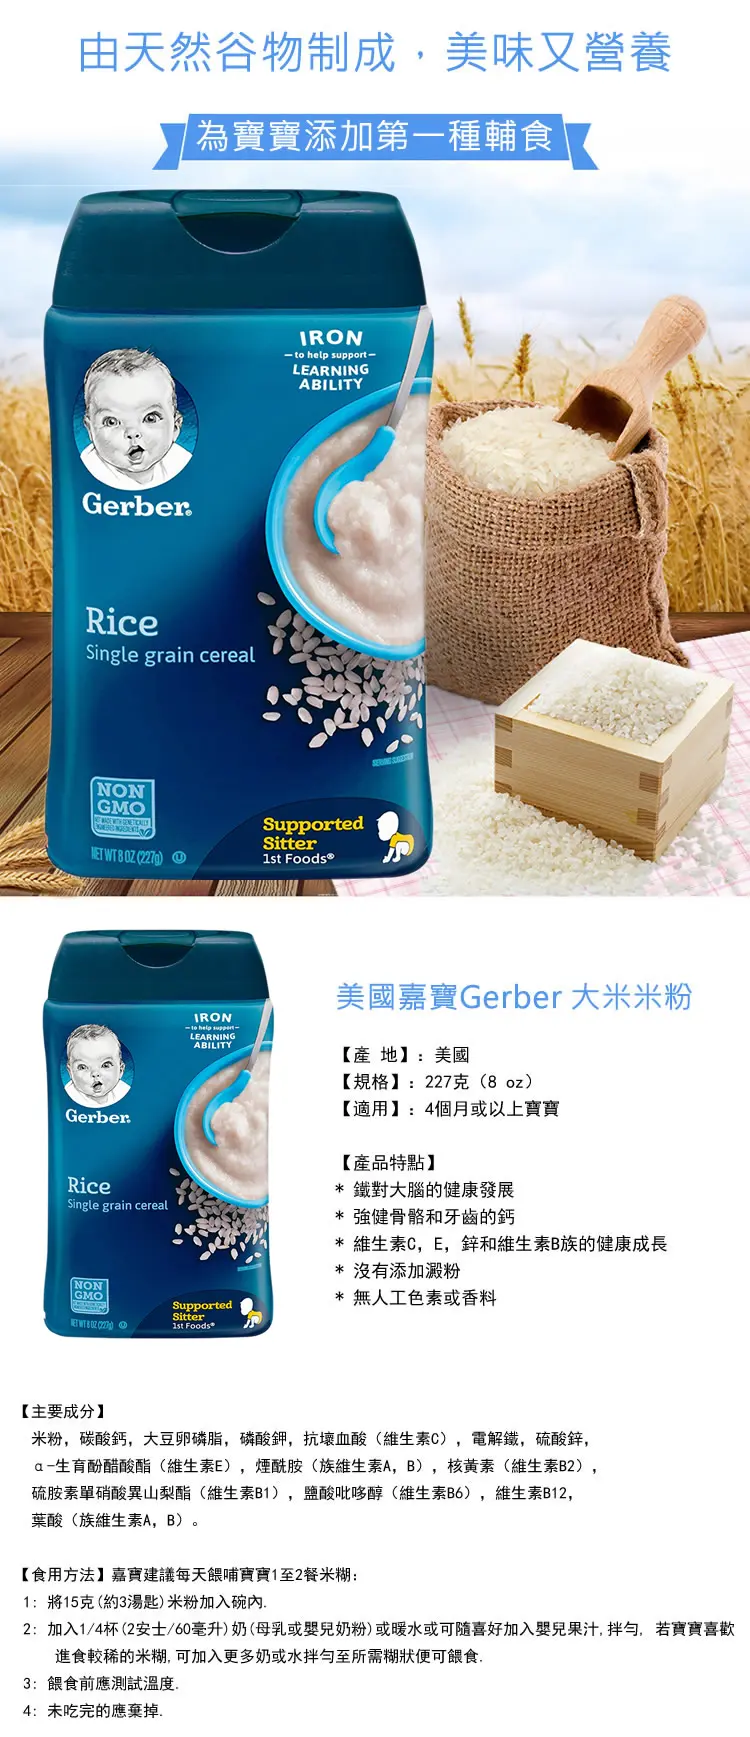 由天然谷物制成，美味又營養
為寶寶添加第一種輔食
IRON
to help support
LEARNING
ABILITY
Gerber®
Rice
Single grain cereal
NON
GMO
NOT MADE WITH GENETICALLY
ENGINEERED INGREDIENTS
Supported
Sitter
1st Foods®
NET WT 8 OZ (227g) U
美國嘉寶Gerber 大米米粉
IRON
to help support
LEARNING
ABILITY
Gerber.
Rice
Single grain cereal
NON
GMO
Supported
Sitter
1st Foods®
NET WT 8 OZ (227g) U
【產 地】: 美國
【規格】: 227克（8 oz）
【適用】: 4個月或以上寶寶
【產品特點】
* 鐵對大腦的健康發展
* 強健骨骼和牙齒的鈣
* 維生素C, E, 鋅和維生素B族的健康成長
* 沒有添加澱粉
* 無人工色素或香料
【主要成分】
米粉, 碳酸鈣, 大豆卵磷脂, 磷酸鉀, 抗壞血酸（維生素C）, 電解鐵, 硫酸鋅,
α-生育酚醋酸酯（維生素E）, 煙酰胺（族維生素A, B）, 核黃素（維生素B2）,
硫胺素單硝酸異山梨酯（維生素B1）, 鹽酸吡哆醇（維生素B6）, 維生素B12,
葉酸（族維生素A, B）。
【食用方法】嘉寶建議每天餵哺寶寶1至2餐米糊:
1: 將15克(約3湯匙)米粉加入碗內.
2: 加入1/4杯(2安士/60毫升)奶(母乳或嬰兒奶粉)或暖水或可隨喜好加入嬰兒果汁,拌勻, 若寶寶喜歡
進食較稀的米糊,可加入更多奶或水拌勻至所需糊狀便可餵食.
3: 餵食前應測試溫度.
4: 未吃完的應棄掉.